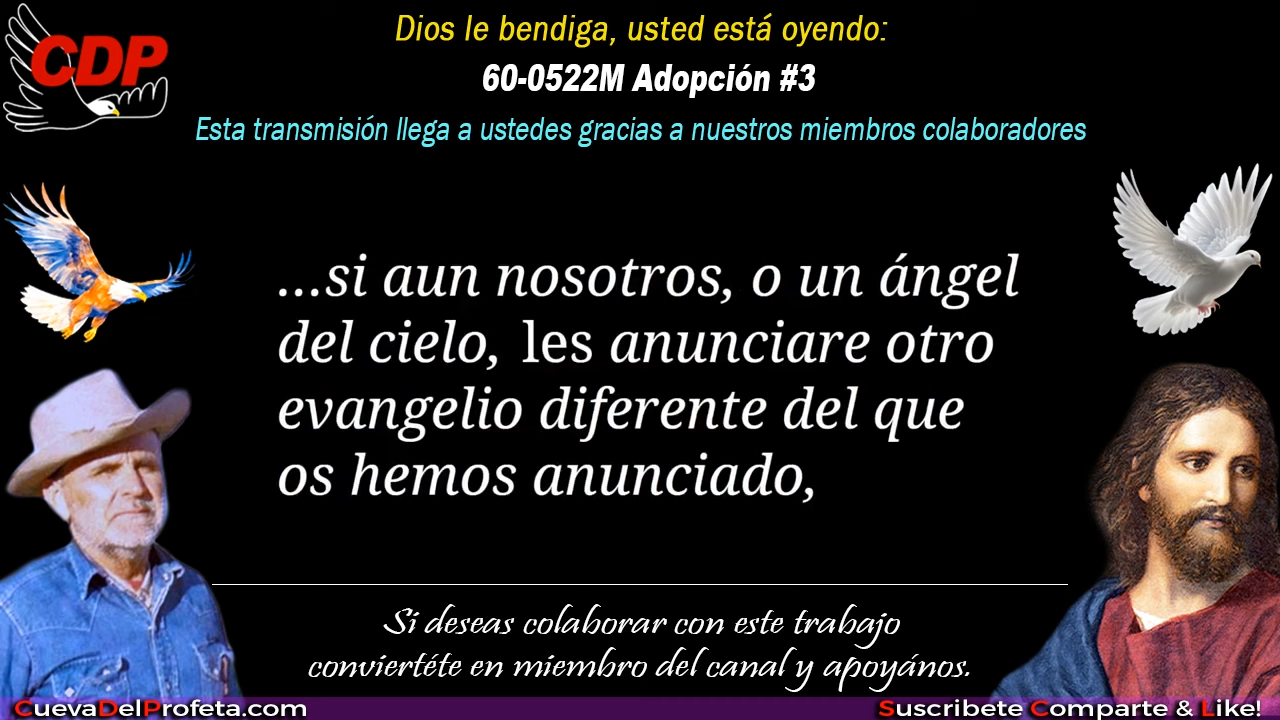 CDP
Dios le bendiga, usted está oyendo:
60-0522M Adopción #3
Esta transmisión llega a ustedes gracias a nuestros miembros colaboradores
...si aun nosotros, o un ángel
del cielo, les anunciare otro
evangelio diferente del que
os hemos anunciado,
Si deseas colaborar con este trabajo
conviertéte en miembro del canal y apoyános.
CuevaDelProfeta.com
Suscribete Comparte & Like!